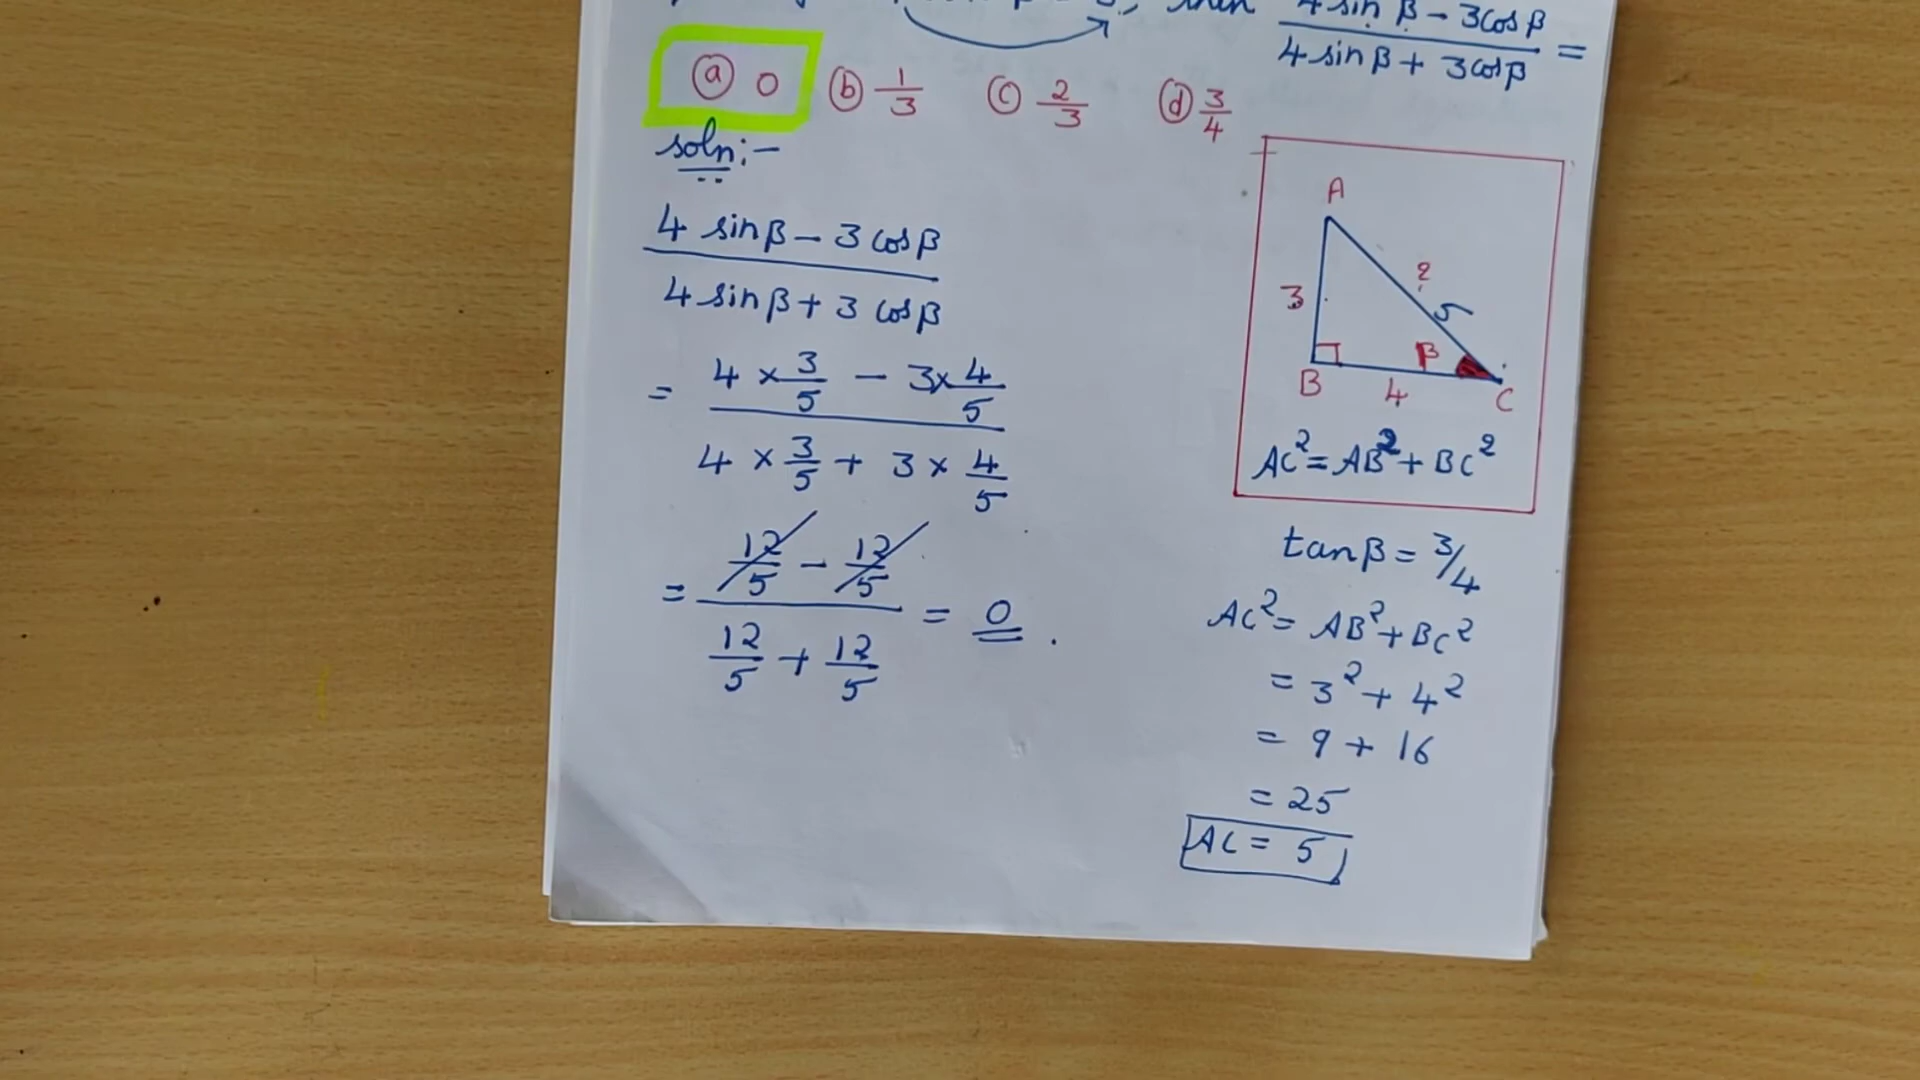 then 4 sin β - 3 cos β / 4 sin β + 3 cos β =
(a) 0 (b) 1/3 (c) 2/3 (d) 3/4
soln:-
4 sin β - 3 cos β / 4 sin β + 3 cos β
= 4 × 3/5 - 3 × 4/5 / 4 × 3/5 + 3 × 4/5
= 12/5 - 12/5 / 12/5 + 12/5 = 0.
A
?
3
5
β
B
4
C
AC² = AB² + BC²
tan β = 3/4
AC² = AB² + BC²
= 3² + 4²
= 9 + 16
= 25
AC = 5